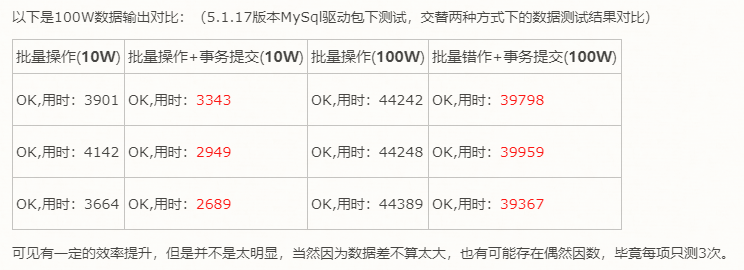 以下是100W数据输出对比：（5.1.17版本MySql驱动包下测试，交替两种方式下的数据测试结果对比）
批量操作(10W) 批量操作+事务提交(10W) 批量操作(100W) 批量错作+事务提交(100W)
OK,用时：3901 OK,用时：3343 OK,用时：44242 OK,用时：39798
OK,用时：4142 OK,用时：2949 OK,用时：44248 OK,用时：39959
OK,用时：3664 OK,用时：2689 OK,用时：44389 OK,用时：39367
可见有一定的效率提升，但是并不是太明显，当然因为数据差不算太大，也有可能存在偶然因数，毕竟每项只测3次。